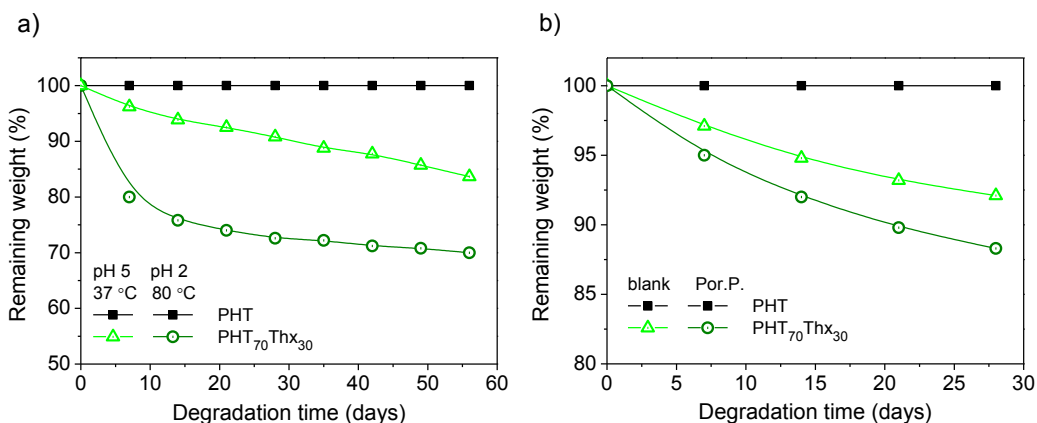 a)
Remaining weight (%)
100
90
80
70
60
50
0 10 20 30 40 50 60
Degradation time (days)
pH 5 pH 2
37 °C 80 °C
PHT
PHT70Thx30
b)
Remaining weight (%)
100
95
90
85
80
0 5 10 15 20 25 30
Degradation time (days)
blank Por.P.
PHT
PHT70Thx30